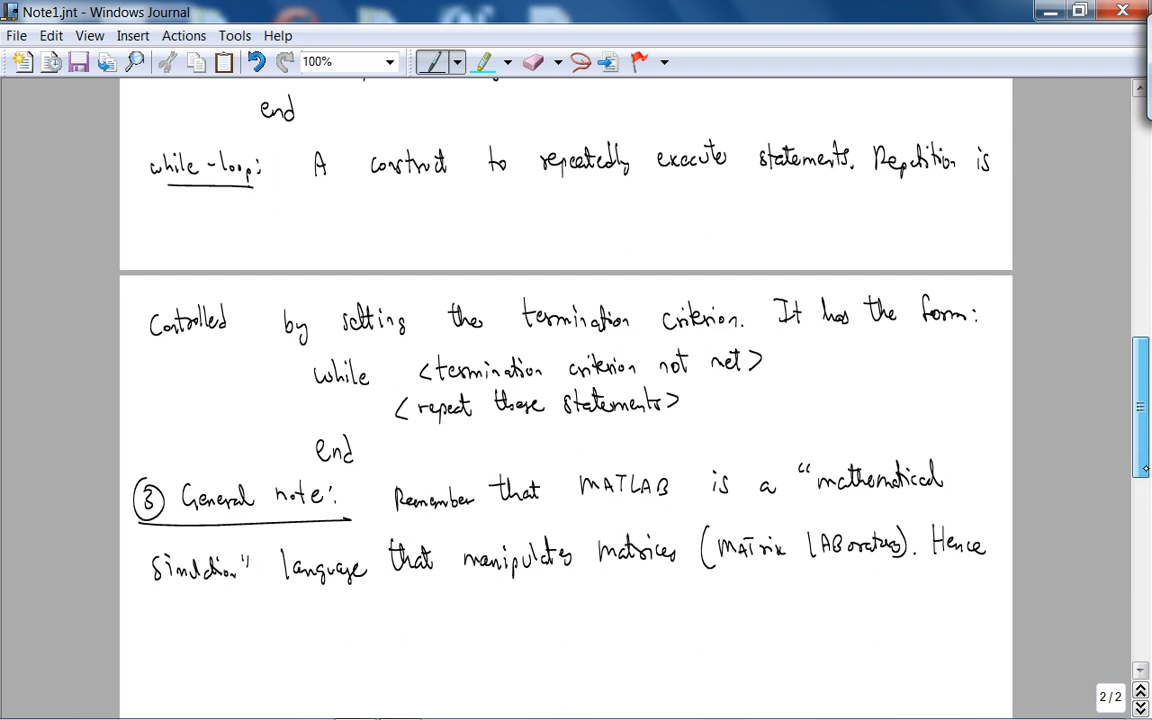 Note1.jnt - Windows Journal
File Edit View Insert Actions Tools Help
100%
end
while-loop: A construct to repeatedly execute statements. Repetition is
Controlled by setting the termination criterion. It has the form:
while <termination criterion not met>
<repeat these statements>
end
③ General note: Remember that MATLAB is a "mathematical
Simulation" language that manipulates matrices (MATrix LABoratory). Hence
2/2